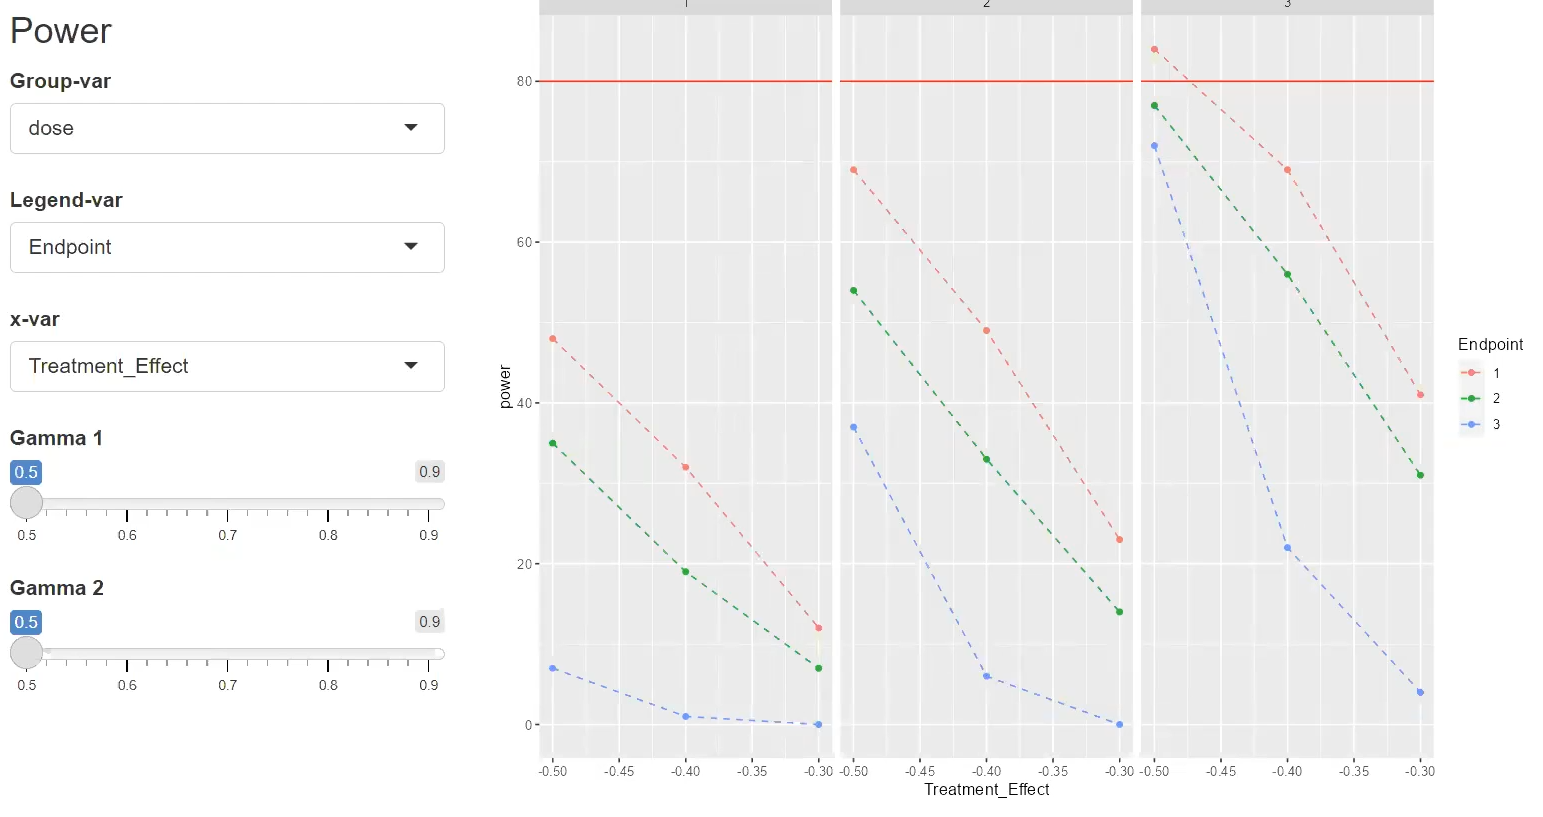 Power
Group-var
dose
Legend-var
Endpoint
x-var
Treatment_Effect
Gamma 1
0.5 0.9
0.5 0.6 0.7 0.8 0.9
Gamma 2
0.5 0.9
0.5 0.6 0.7 0.8 0.9
1 2 3
80
60
40
20
0
power
-0.50 -0.45 -0.40 -0.35 -0.30 -0.50 -0.45 -0.40 -0.35 -0.30 -0.50 -0.45 -0.40 -0.35 -0.30
Treatment_Effect
Endpoint
1
2
3